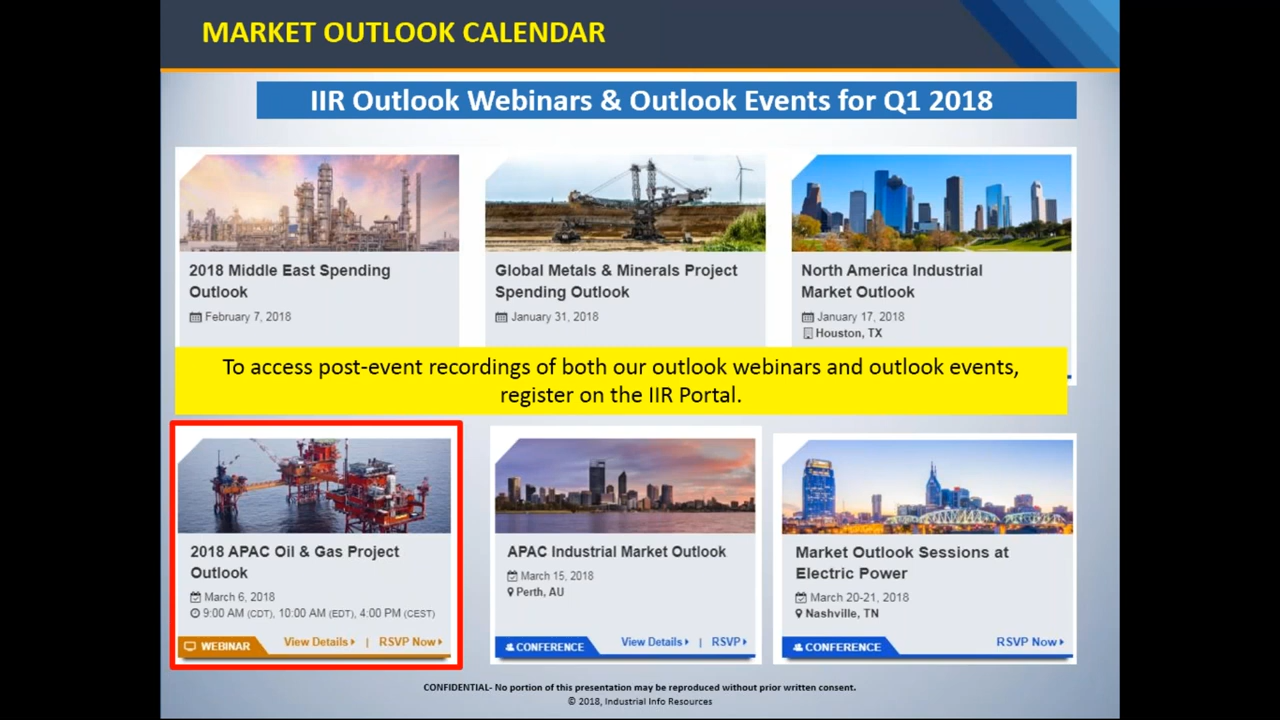 MARKET OUTLOOK CALENDAR
IIR Outlook Webinars & Outlook Events for Q1 2018
2018 Middle East Spending
Outlook
February 7, 2018
Global Metals & Minerals Project
Spending Outlook
January 31, 2018
North America Industrial
Market Outlook
January 17, 2018
Houston, TX
To access post-event recordings of both our outlook webinars and outlook events,
register on the IIR Portal.
2018 APAC Oil & Gas Project
Outlook
March 6, 2018
9:00 AM (CDT), 10:00 AM (EDT), 4:00 PM (CEST)
WEBINAR View Details | RSVP Now
APAC Industrial Market Outlook
March 15, 2018
Perth, AU
CONFERENCE View Details | RSVP
Market Outlook Sessions at
Electric Power
March 20-21, 2018
Nashville, TN
CONFERENCE RSVP Now
CONFIDENTIAL- No portion of this presentation may be reproduced without prior written consent.
© 2018, Industrial Info Resources